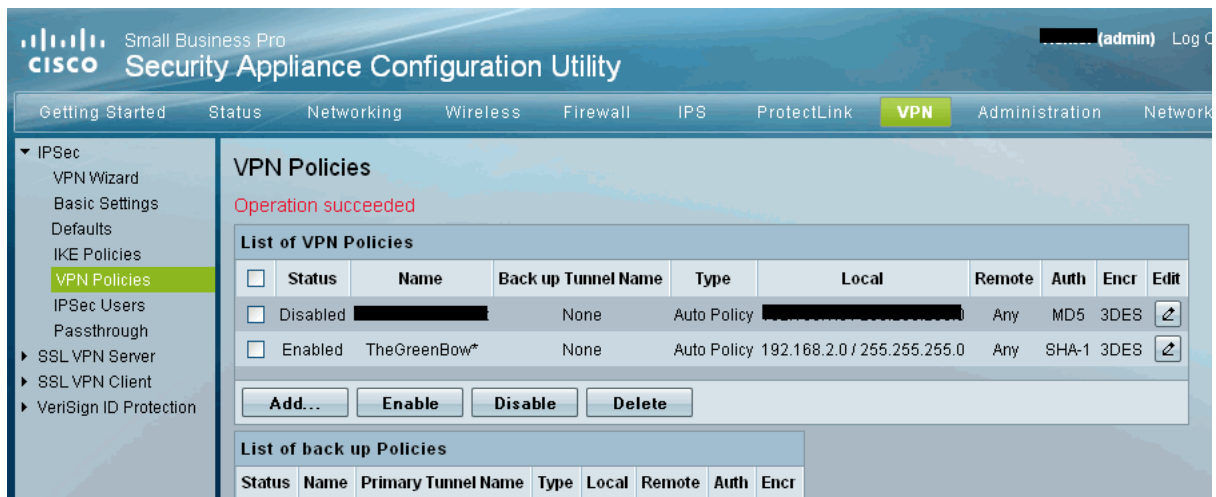 Small Business Pro
(admin) Log
CISCO Security Appliance Configuration Utility
Getting Started Status Networking Wireless Firewall IPS ProtectLink VPN Administration Network
IPSec
VPN Wizard
Basic Settings
Defaults
IKE Policies
VPN Policies
IPSec Users
Passthrough
SSL VPN Server
SSL VPN Client
VeriSign ID Protection
VPN Policies
Operation succeeded
List of VPN Policies
Status Name Back up Tunnel Name Type Local Remote Auth Encr Edit
Disabled None Auto Policy Any MD5 3DES
Enabled TheGreenBow* None Auto Policy 192.168.2.0 / 255.255.255.0 Any SHA-1 3DES
Add... Enable Disable Delete
List of back up Policies
Status Name Primary Tunnel Name Type Local Remote Auth Encr